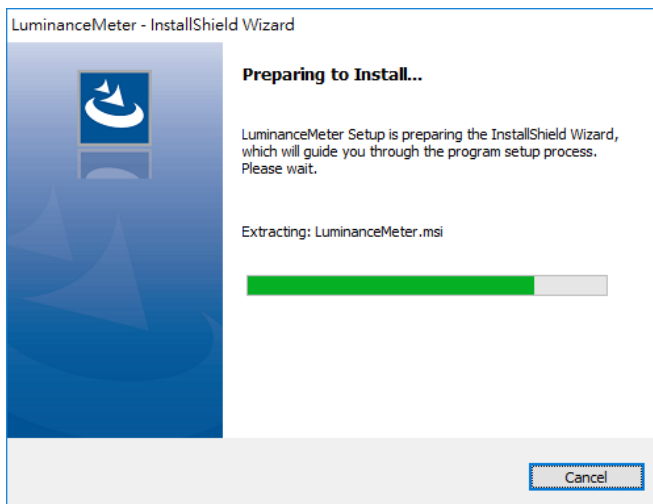 LuminanceMeter - InstallShield Wizard
Preparing to Install...
LuminanceMeter Setup is preparing the InstallShield Wizard,
which will guide you through the program setup process.
Please wait.
Extracting: LuminanceMeter.msi
Cancel